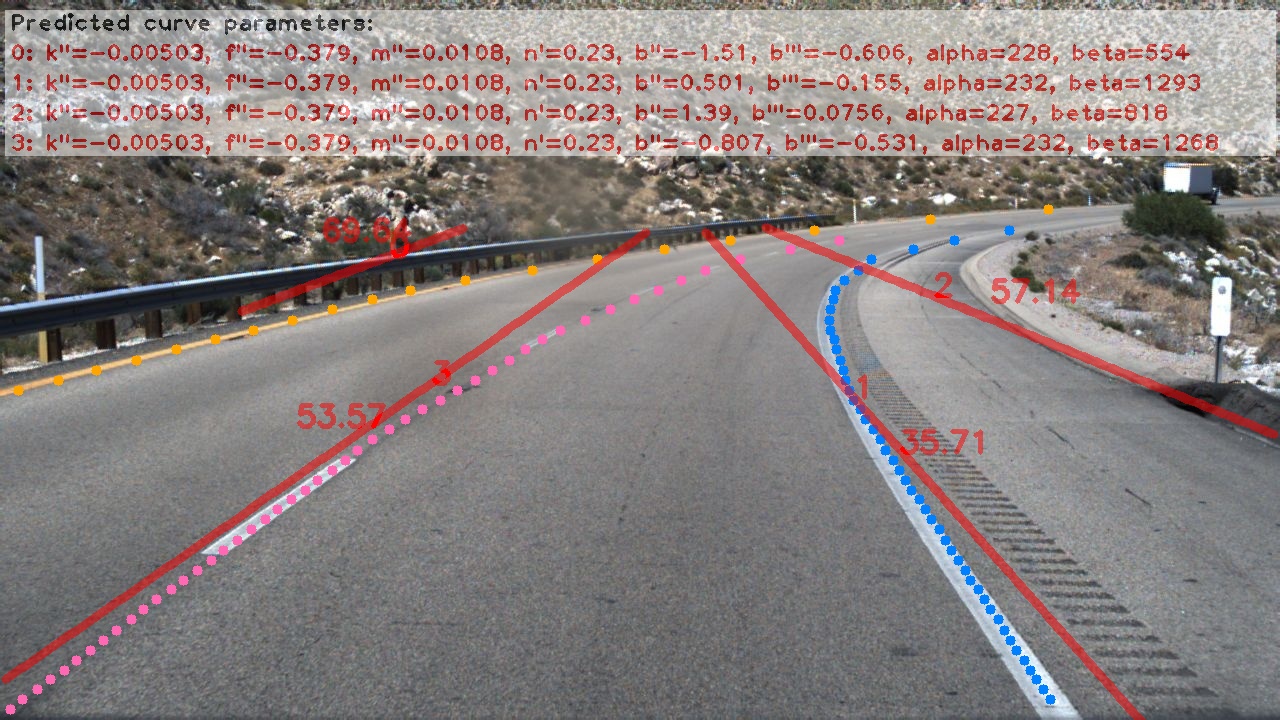 Predicted curve parameters:
0: k''=-0.00503, f''=-0.379, m''=0.0108, n'=0.23, b''=-1.51, b'''=-0.606, alpha=228, beta=554
1: k''=-0.00503, f''=-0.379, m''=0.0108, n'=0.23, b''=0.501, b'''=-0.155, alpha=232, beta=1293
2: k''=-0.00503, f''=-0.379, m''=0.0108, n'=0.23, b''=1.39, b'''=0.0756, alpha=227, beta=818
3: k''=-0.00503, f''=-0.379, m''=0.0108, n'=0.23, b''=-0.807, b'''=-0.531, alpha=232, beta=1268
0
2 57.14
3
53.57
1
35.71